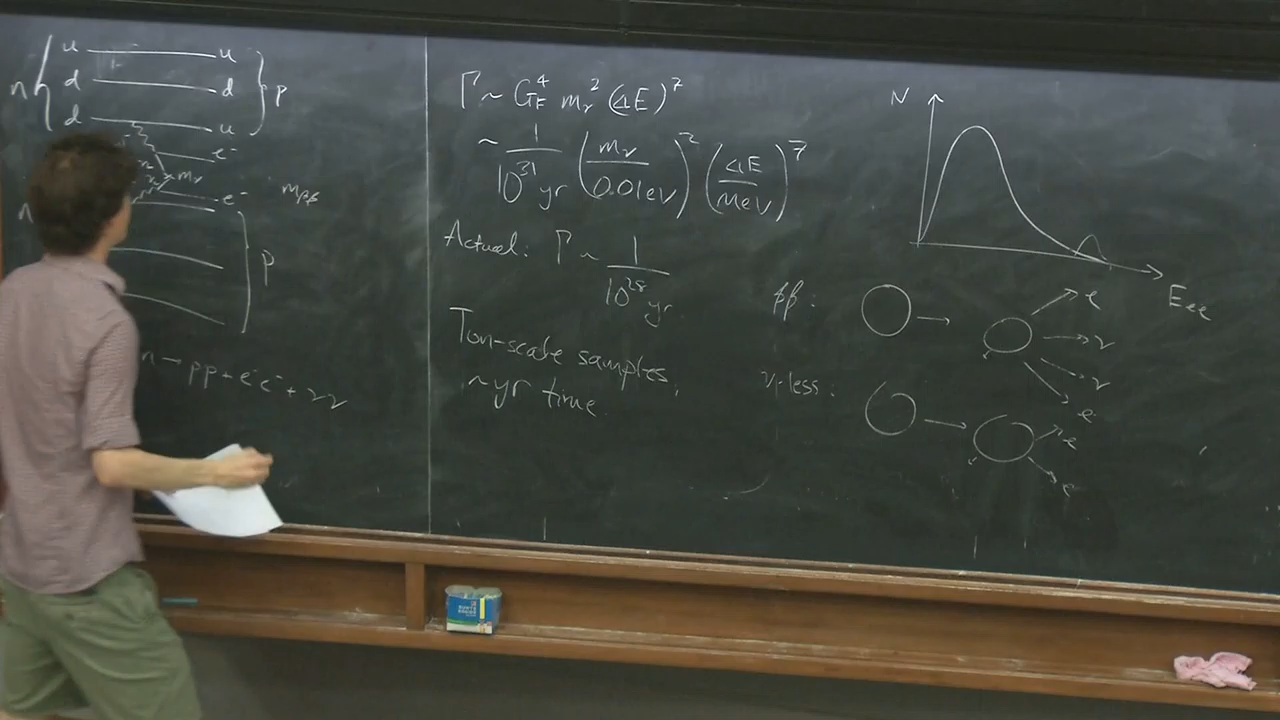 n { u u } p
d d
d u
e⁻
m_ν
e⁻
m_ββ
n
p
n → pp + e⁻e⁻ + 2ν
Γ ~ G_F⁴ m_ν² (ΔE)⁷
~ 1/10³¹ yr (m_ν/0.01eV)² (ΔE/MeV)⁷
Actual: Γ ~ 1/10²⁸ yr.
Ton-scale samples,
~yr time.
N
E_ee
ββ: → e
ν
ν
e
ν-less: → e
e